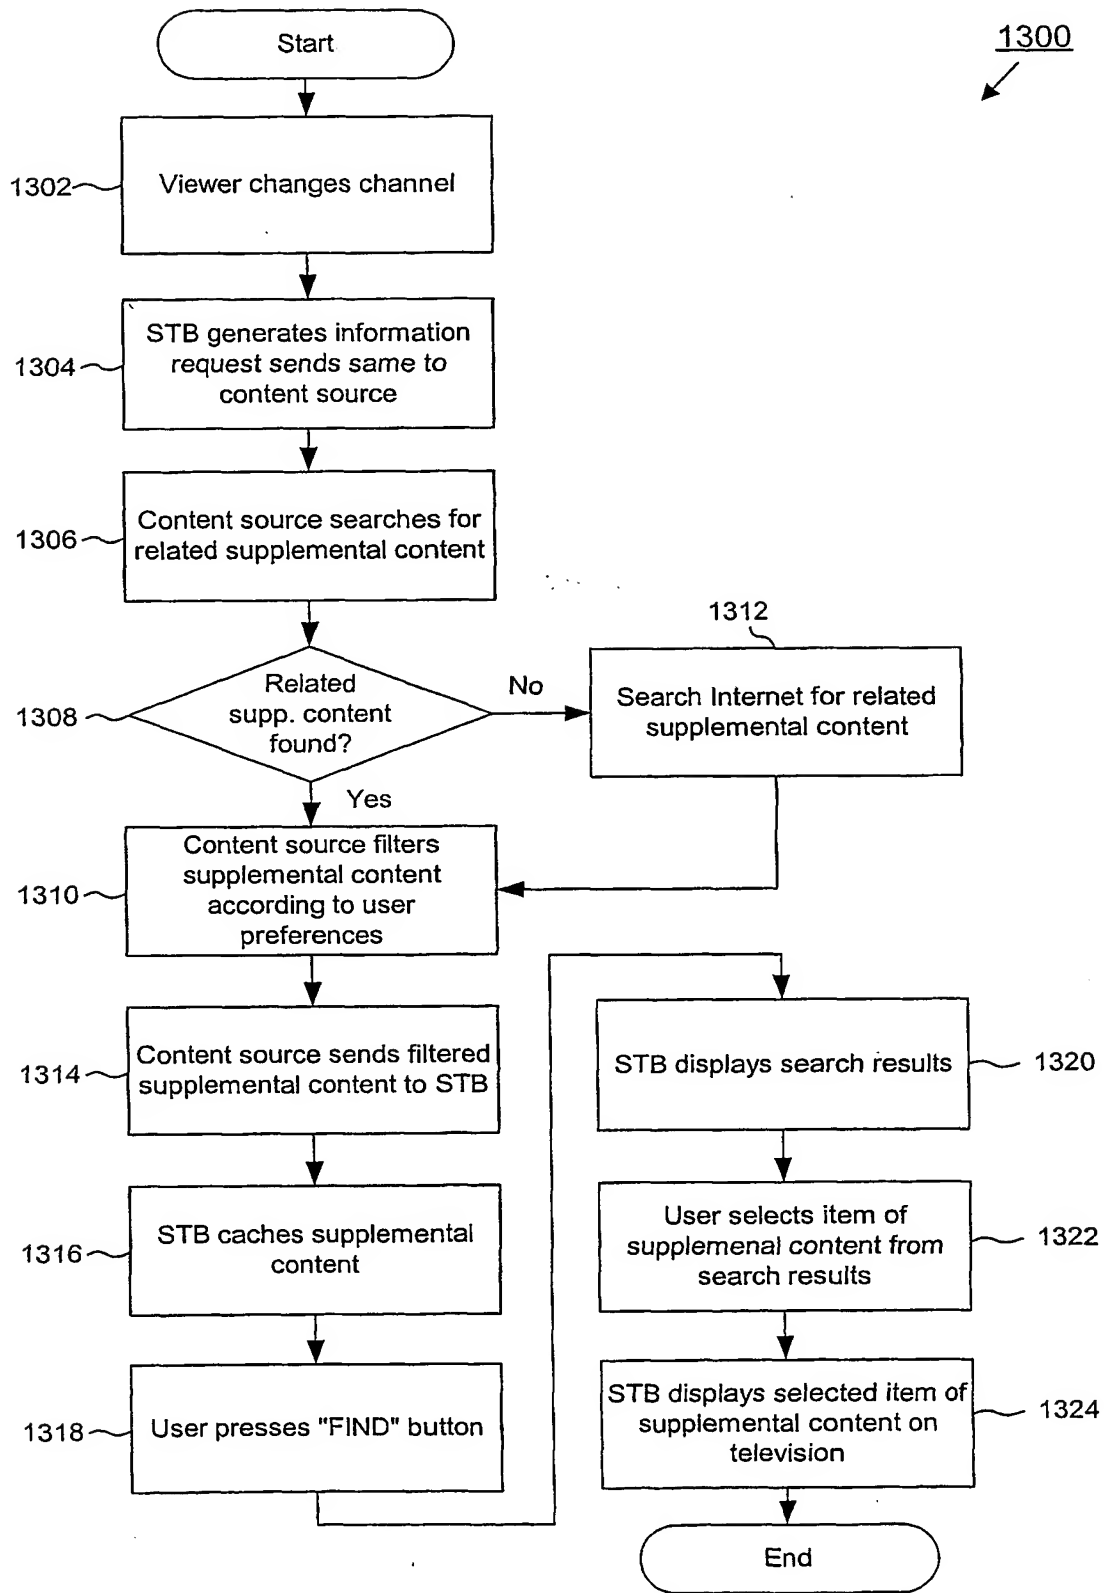 Start
1300
1302
Viewer changes channel
1304
STB generates information
request sends same to
content source
1306
Content source searches for
related supplemental content
1308
Related
supp. content
found?
No
1312
Search Internet for related
supplemental content
Yes
1310
Content source filters
supplemental content
according to user
preferences
1314
Content source sends filtered
supplemental content to STB
1316
STB caches supplemental
content
1318
User presses "FIND" button
STB displays search results
1320
User selects item of
supplemenal content from
search results
1322
STB displays selected item of
supplemental content on
television
1324
End